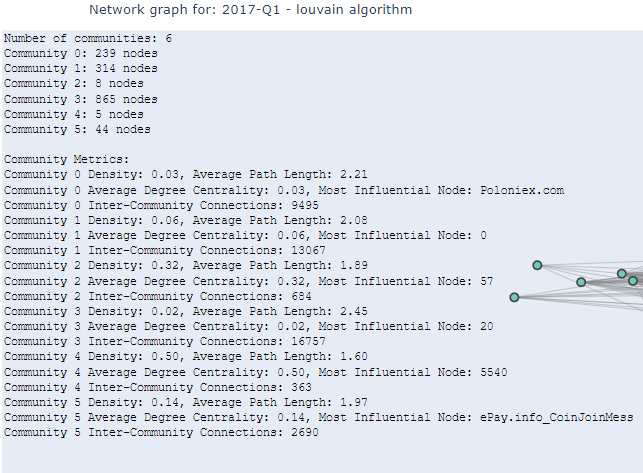 Network graph for: 2017-Q1 - louvain algorithm
Number of communities: 6
Community 0: 239 nodes
Community 1: 314 nodes
Community 2: 8 nodes
Community 3: 865 nodes
Community 4: 5 nodes
Community 5: 44 nodes
Community Metrics:
Community 0 Density: 0.03, Average Path Length: 2.21
Community 0 Average Degree Centrality: 0.03, Most Influential Node: Poloniex.com
Community 0 Inter-Community Connections: 9495
Community 1 Density: 0.06, Average Path Length: 2.08
Community 1 Average Degree Centrality: 0.06, Most Influential Node: 0
Community 1 Inter-Community Connections: 13067
Community 2 Density: 0.32, Average Path Length: 1.89
Community 2 Average Degree Centrality: 0.32, Most Influential Node: 57
Community 2 Inter-Community Connections: 684
Community 3 Density: 0.02, Average Path Length: 2.45
Community 3 Average Degree Centrality: 0.02, Most Influential Node: 20
Community 3 Inter-Community Connections: 16757
Community 4 Density: 0.50, Average Path Length: 1.60
Community 4 Average Degree Centrality: 0.50, Most Influential Node: 5540
Community 4 Inter-Community Connections: 363
Community 5 Density: 0.14, Average Path Length: 1.97
Community 5 Average Degree Centrality: 0.14, Most Influential Node: ePay.info_CoinJoinMess
Community 5 Inter-Community Connections: 2690